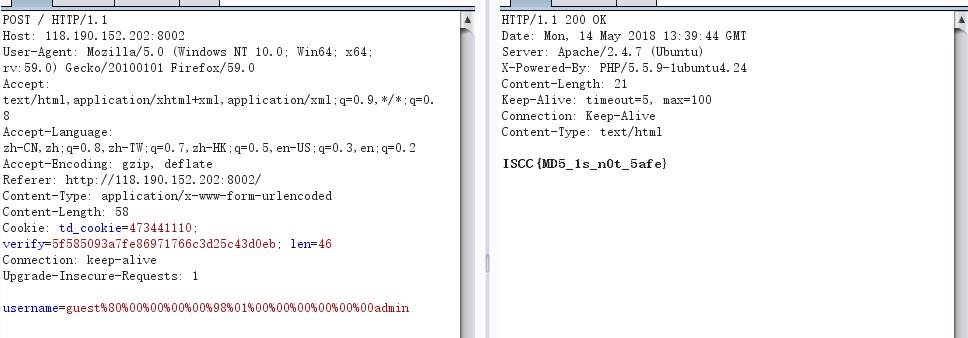 POST / HTTP/1.1
Host: 118.190.152.202:8002
User-Agent: Mozilla/5.0 (Windows NT 10.0; Win64; x64;
rv:59.0) Gecko/20100101 Firefox/59.0
Accept:
text/html,application/xhtml+xml,application/xml;q=0.9,*/*;q=0.
8
Accept-Language:
zh-CN,zh;q=0.8,zh-TW;q=0.7,zh-HK;q=0.5,en-US;q=0.3,en;q=0.2
Accept-Encoding: gzip, deflate
Referer: http://118.190.152.202:8002/
Content-Type: application/x-www-form-urlencoded
Content-Length: 58
Cookie: td_cookie=473441110;
verify=5f585093a7fe86971766c3d25c43d0eb; len=46
Connection: keep-alive
Upgrade-Insecure-Requests: 1
username=guest%80%00%00%00%00%98%01%00%00%00%00%00%00admin
HTTP/1.1 200 OK
Date: Mon, 14 May 2018 13:39:44 GMT
Server: Apache/2.4.7 (Ubuntu)
X-Powered-By: PHP/5.5.9-1ubuntu4.24
Content-Length: 21
Keep-Alive: timeout=5, max=100
Connection: Keep-Alive
Content-Type: text/html
ISCC{MD5_1s_n0t_5afe}